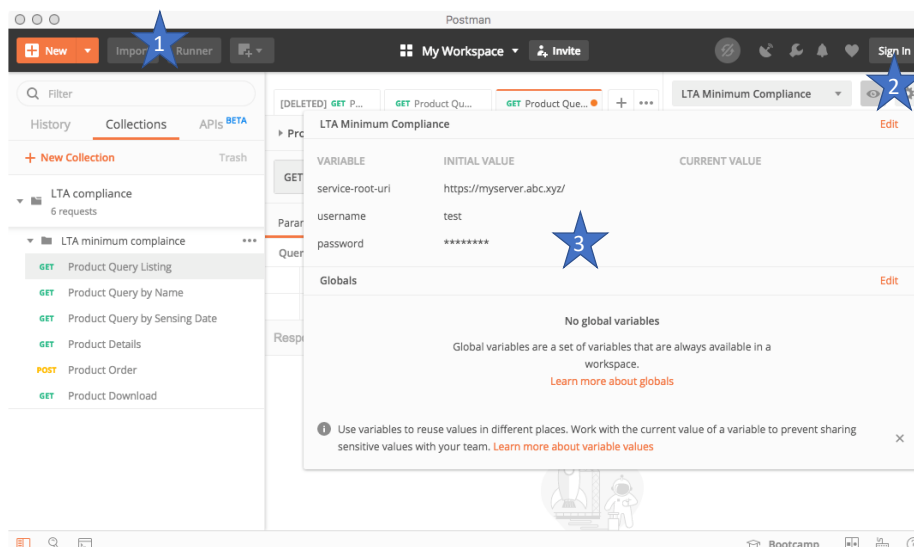 Postman
New
Import
Runner
1
My Workspace
Invite
Sign In
2
Filter
History
Collections
APIs BETA
New Collection
Trash
LTA compliance
6 requests
LTA minimum complaince
GET Product Query Listing
GET Product Query by Name
GET Product Query by Sensing Date
GET Product Details
POST Product Order
GET Product Download
[DELETED] GET P...
GET Product Qu...
GET Product Que...
LTA Minimum Compliance
GET
LTA Minimum Compliance
Edit
VARIABLE INITIAL VALUE CURRENT VALUE
service-root-uri https://myserver.abc.xyz/
username test
password ********
3
Globals
Edit
No global variables
Global variables are a set of variables that are always available in a
workspace.
Learn more about globals
Use variables to reuse values in different places. Work with the current value of a variable to prevent sharing
sensitive values with your team. Learn more about variable values
Bootcamp